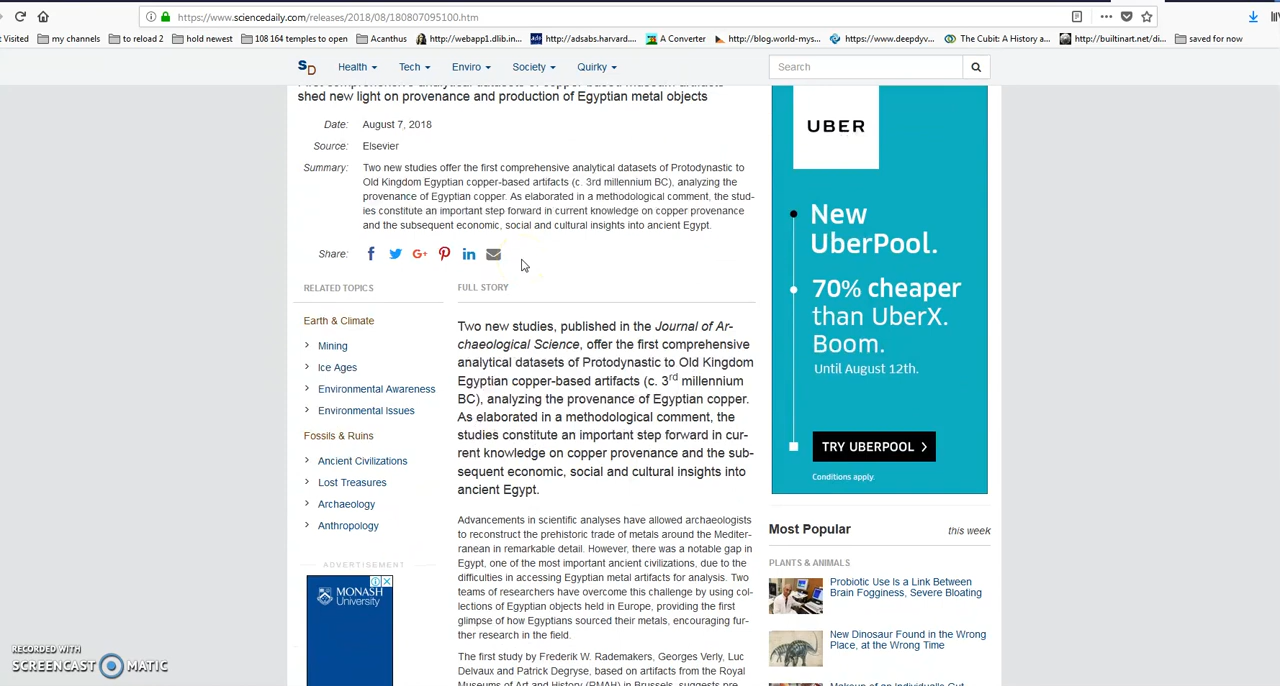 https://www.sciencedaily.com/releases/2018/08/180807095100.htm
t Visited my channels to reload 2 hold newest 108 164 temples to open Acanthus http://webapp1.dlib.in... http://adsabs.harvard.... A Converter http://blog.world-mys... https://www.deepdyv... The Cubit: A History a... http://builtinart.net/di... saved for now
SD Health Tech Enviro Society Quirky Search
shed new light on provenance and production of Egyptian metal objects
Date: August 7, 2018
Source: Elsevier
Summary: Two new studies offer the first comprehensive analytical datasets of Protodynastic to
Old Kingdom Egyptian copper-based artifacts (c. 3rd millennium BC), analyzing the
provenance of Egyptian copper. As elaborated in a methodological comment, the stud-
ies constitute an important step forward in current knowledge on copper provenance
and the subsequent economic, social and cultural insights into ancient Egypt.
Share: f G+ in
RELATED TOPICS
Earth & Climate
Mining
Ice Ages
Environmental Awareness
Environmental Issues
Fossils & Ruins
Ancient Civilizations
Lost Treasures
Archaeology
Anthropology
ADVERTISEMENT
MONASH
University
FULL STORY
Two new studies, published in the Journal of Ar-
chaeological Science, offer the first comprehensive
analytical datasets of Protodynastic to Old Kingdom
Egyptian copper-based artifacts (c. 3rd millennium
BC), analyzing the provenance of Egyptian copper.
As elaborated in a methodological comment, the
studies constitute an important step forward in cur-
rent knowledge on copper provenance and the sub-
sequent economic, social and cultural insights into
ancient Egypt.
Advancements in scientific analyses have allowed archaeologists
to reconstruct the prehistoric trade of metals around the Mediter-
ranean in remarkable detail. However, there was a notable gap in
Egypt, one of the most important ancient civilizations, due to the
difficulties in accessing Egyptian metal artifacts for analysis. Two
teams of researchers have overcome this challenge by using col-
lections of Egyptian objects held in Europe, providing the first
glimpse of how Egyptians sourced their metals, encouraging fur-
ther research in the field.
The first study by Frederik W. Rademakers, Georges Verly, Luc
Delvaux and Patrick Degryse, based on artifacts from the Royal
Museums of Art and History (RMAH) in Brussels, suggests pre-
UBER
New
UberPool.
70% cheaper
than UberX.
Boom.
Until August 12th.
TRY UBERPOOL
Conditions apply.
Most Popular this week
PLANTS & ANIMALS
Probiotic Use Is a Link Between
Brain Fogginess, Severe Bloating
New Dinosaur Found in the Wrong
Place, at the Wrong Time
RECORDED WITH
SCREENCAST MATIC